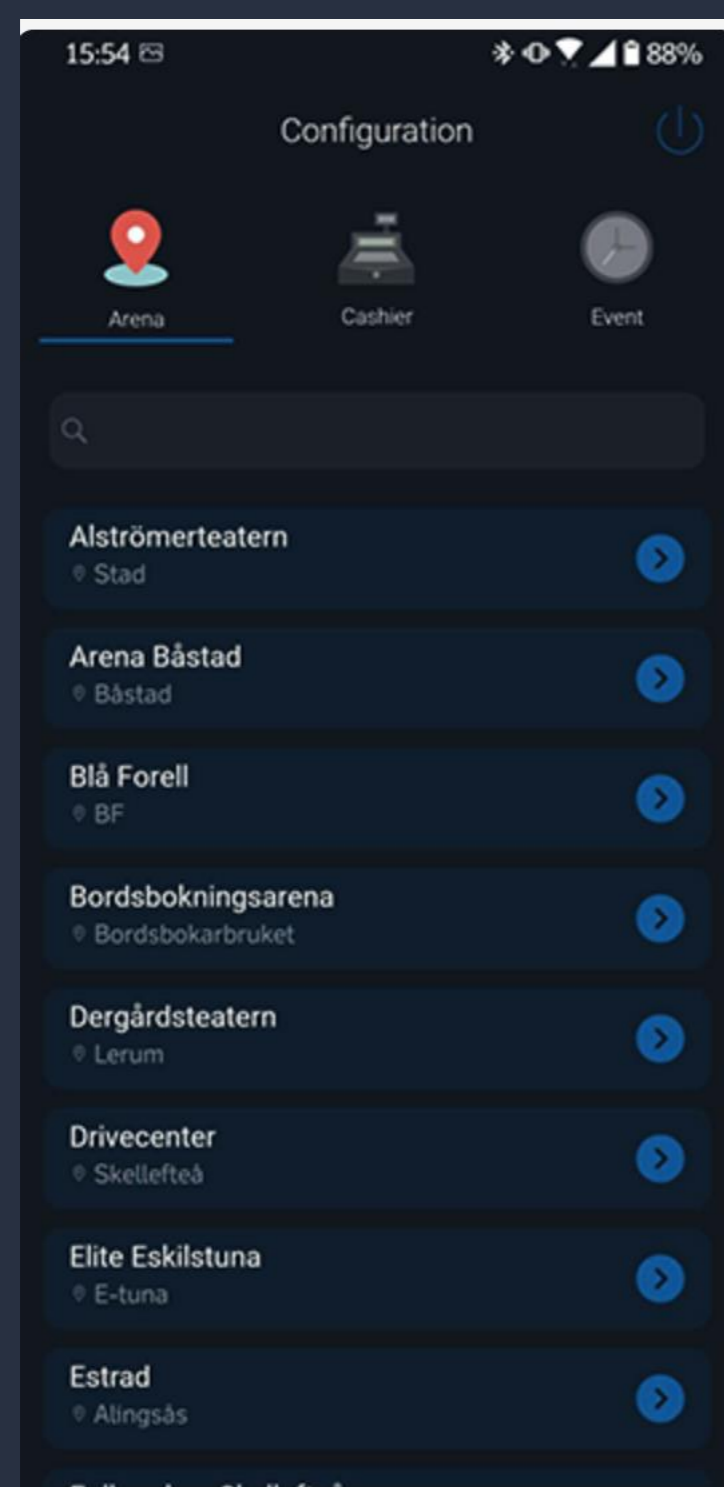 15:54 88%
Configuration
Arena Cashier Event
Alströmerteatern
Stad
Arena Båstad
Båstad
Blå Forell
BF
Bordsbokningsarena
Bordsbokarbruket
Dergårdsteatern
Lerum
Drivecenter
Skellefteå
Elite Eskilstuna
E-tuna
Estrad
Alingsås